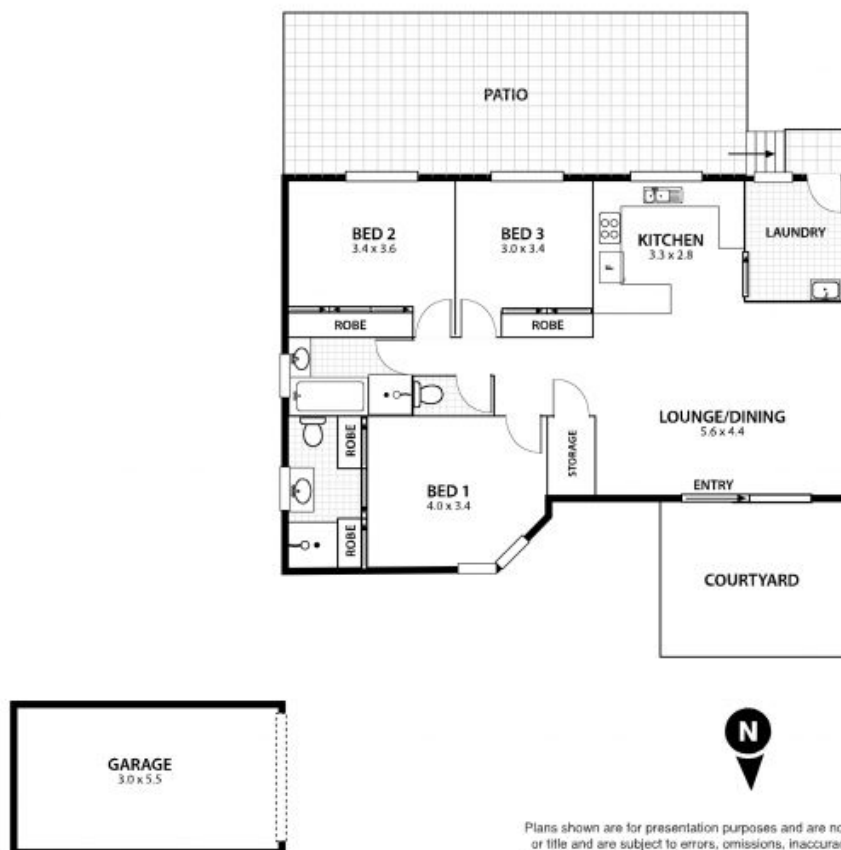 PATIO
BED 2
3.4 x 3.6
BED 3
3.0 x 3.4
KITCHEN
3.3 x 2.8
LAUNDRY
F
ROBE
ROBE
LOUNGE/DINING
5.6 x 4.4
ROBE
STORAGE
BED 1
4.0 x 3.4
ENTRY
ROBE
COURTYARD
GARAGE
3.0 x 5.5
N
Plans shown are for presentation purposes and are
or title and are subject to errors, omissions,